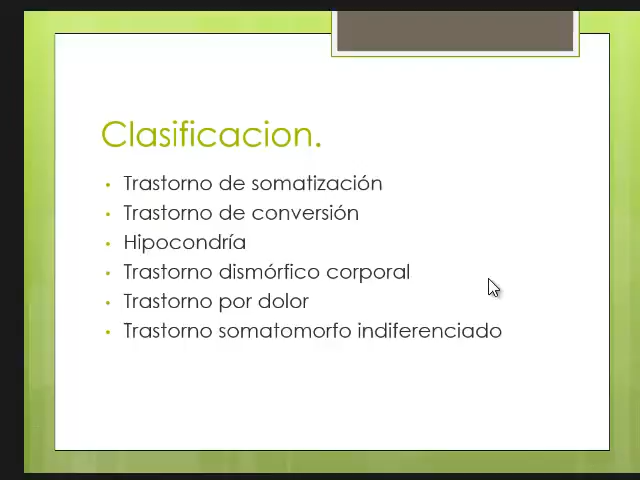 Clasificacion.
• Trastorno de somatización
• Trastorno de conversión
• Hipocondría
• Trastorno dismórfico corporal
• Trastorno por dolor
• Trastorno somatomorfo indiferenciado